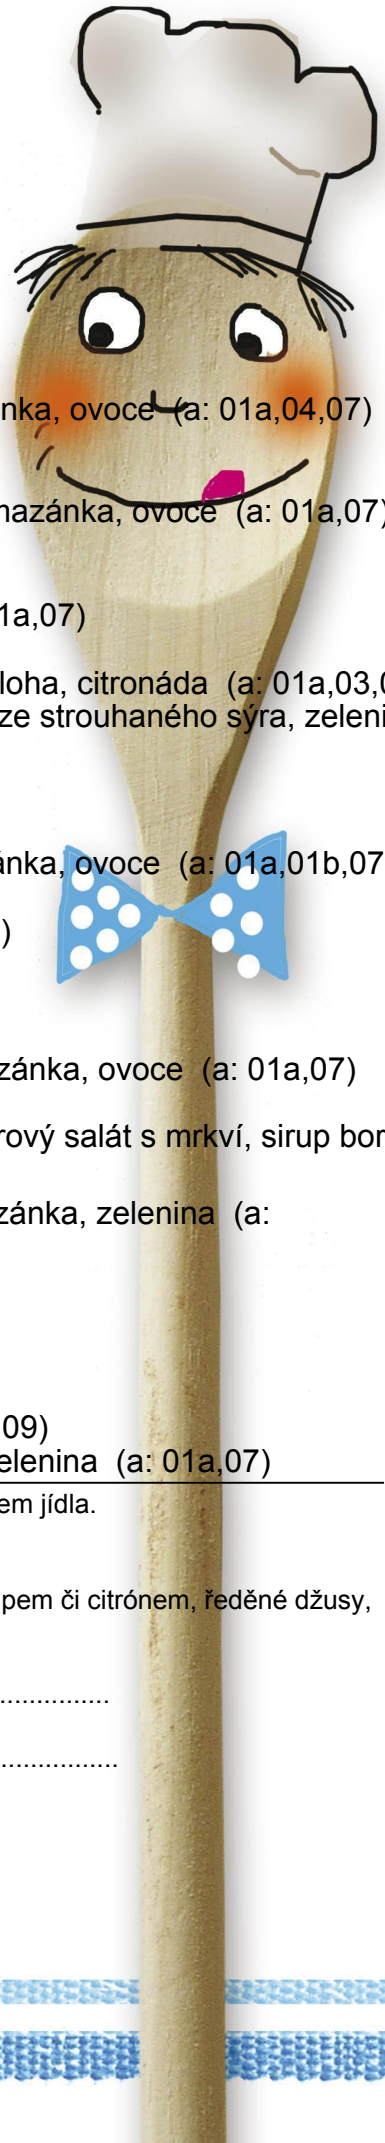 nka, ovoce (a: 01a,04,07)
nazánka, ovoce (a: 01a,07)
1a,07)
loha, citronáda (a: 01a,03,0
ze strouhaného sýra, zeleni
ánka, ovoce (a: 01a,01b,07
)
zánka, ovoce (a: 01a,07)
rový salát s mrkví, sirup bor
zánka, zelenina (a:
09)
elenina (a: 01a,07)
em jídla.
pem či citrónem, ředěné džusy,
...............
................